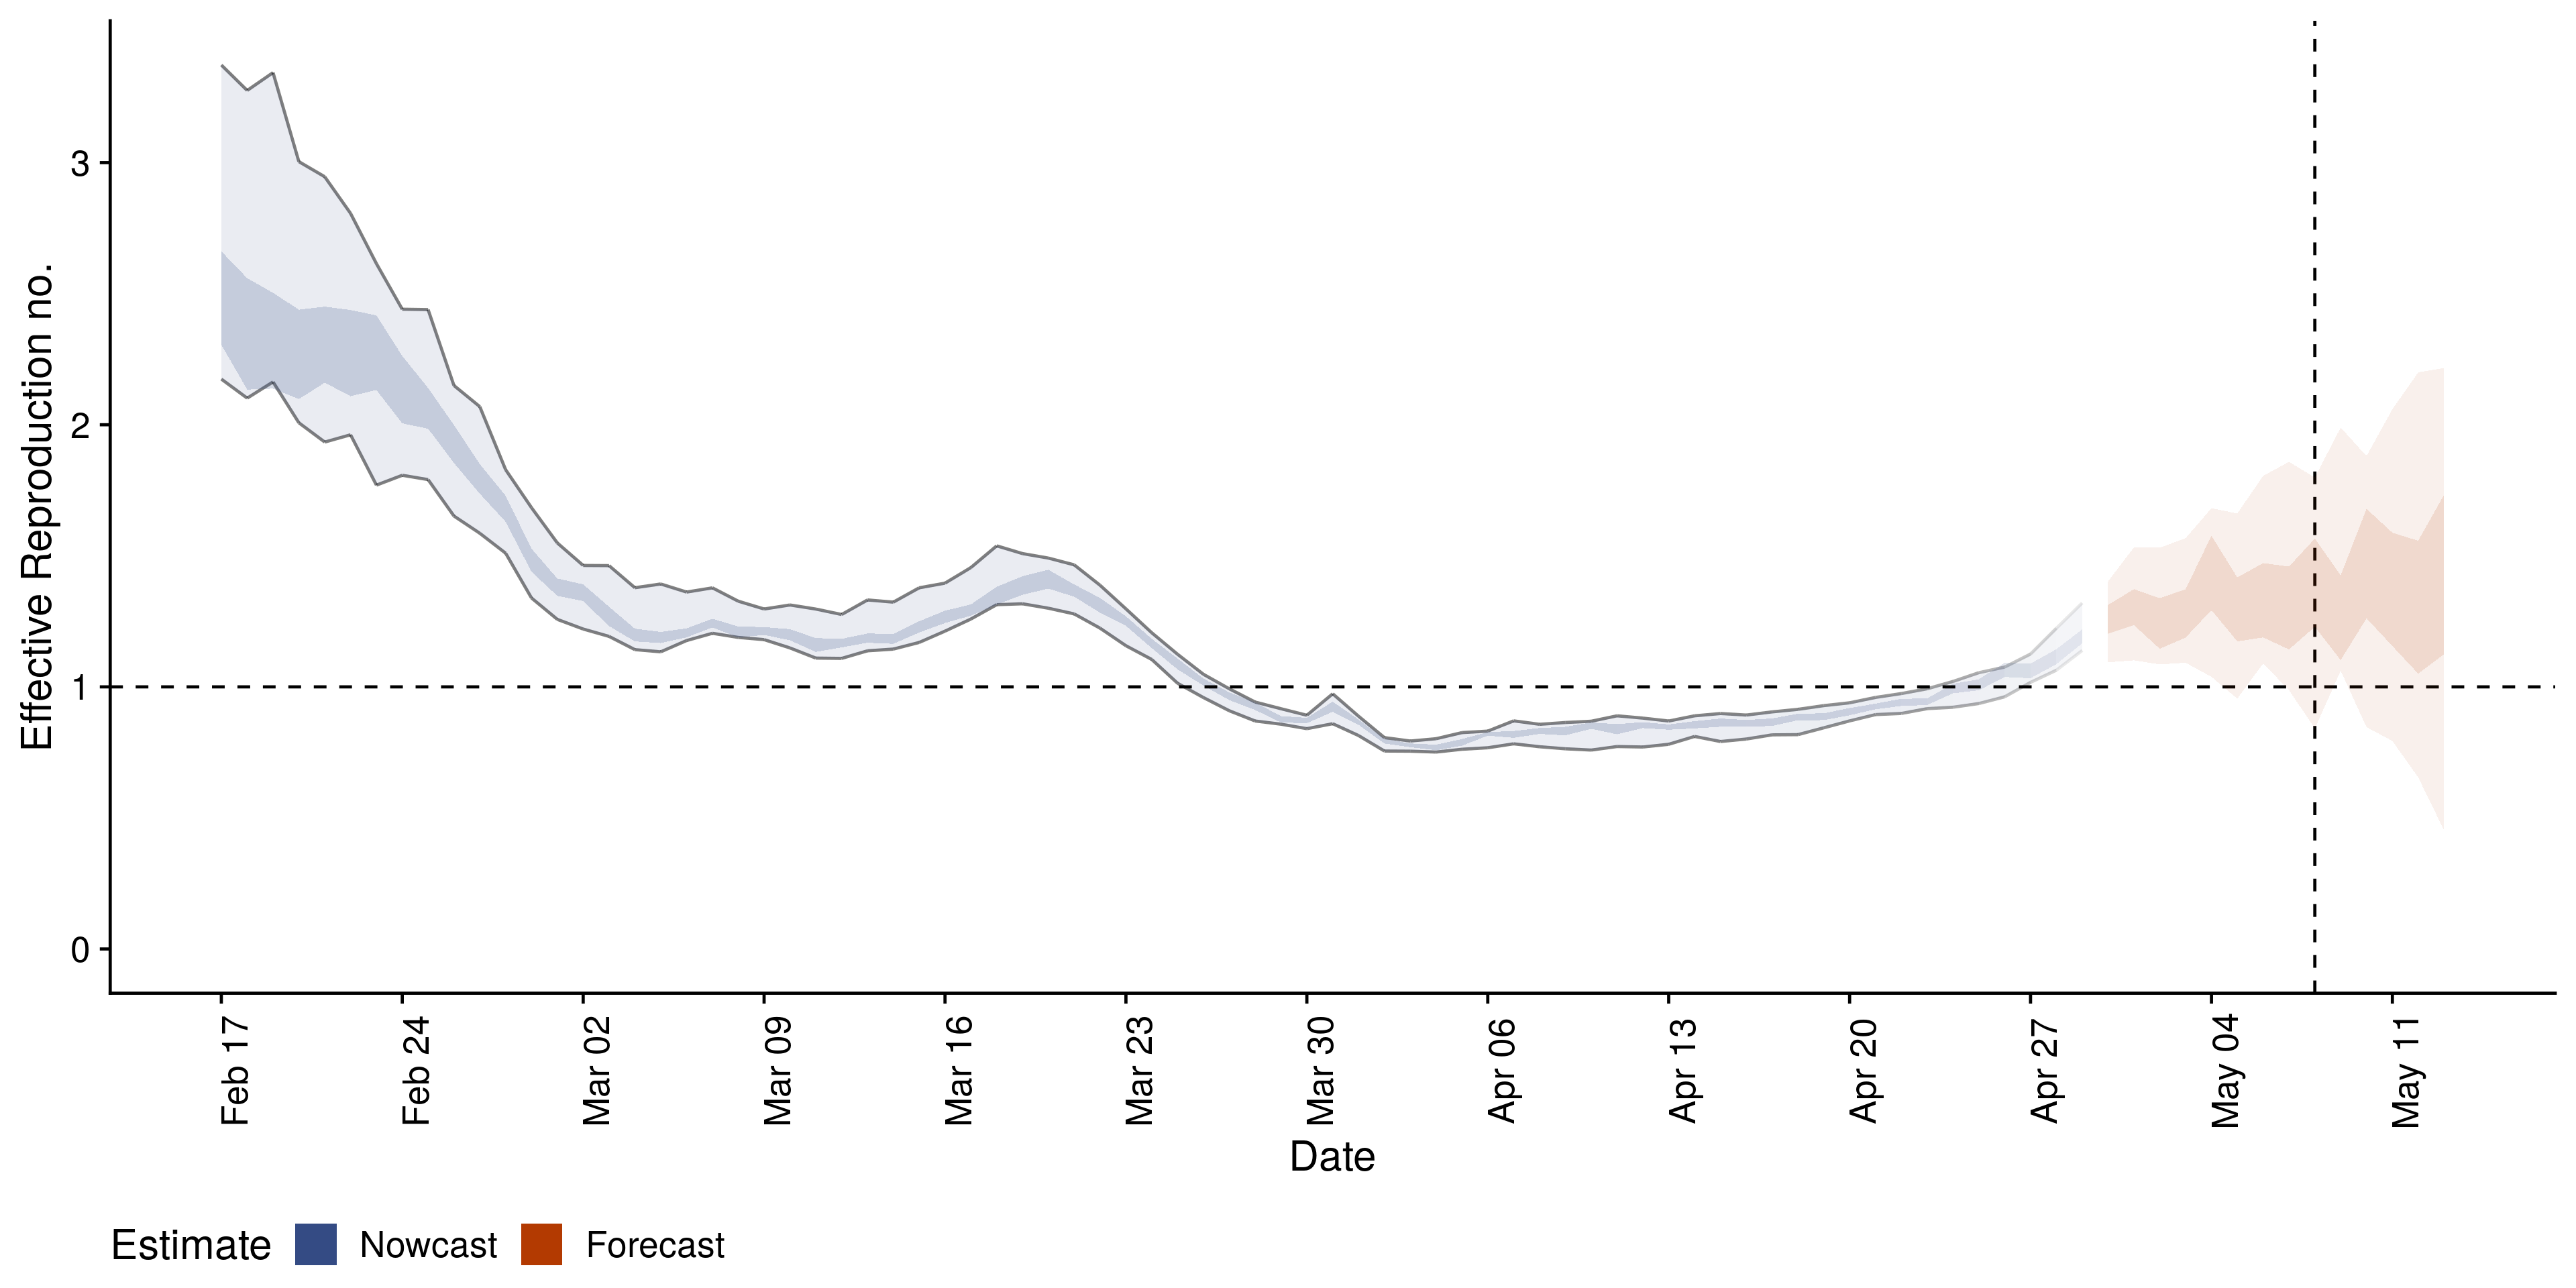 Effective Reproduction no.
3
2
1
0
Feb 17
Feb 24
Mar 02
Mar 09
Mar 16
Mar 23
Mar 30
Apr 06
Apr 13
Apr 20
Apr 27
May 04
May 11
Date
Estimate Nowcast Forecast